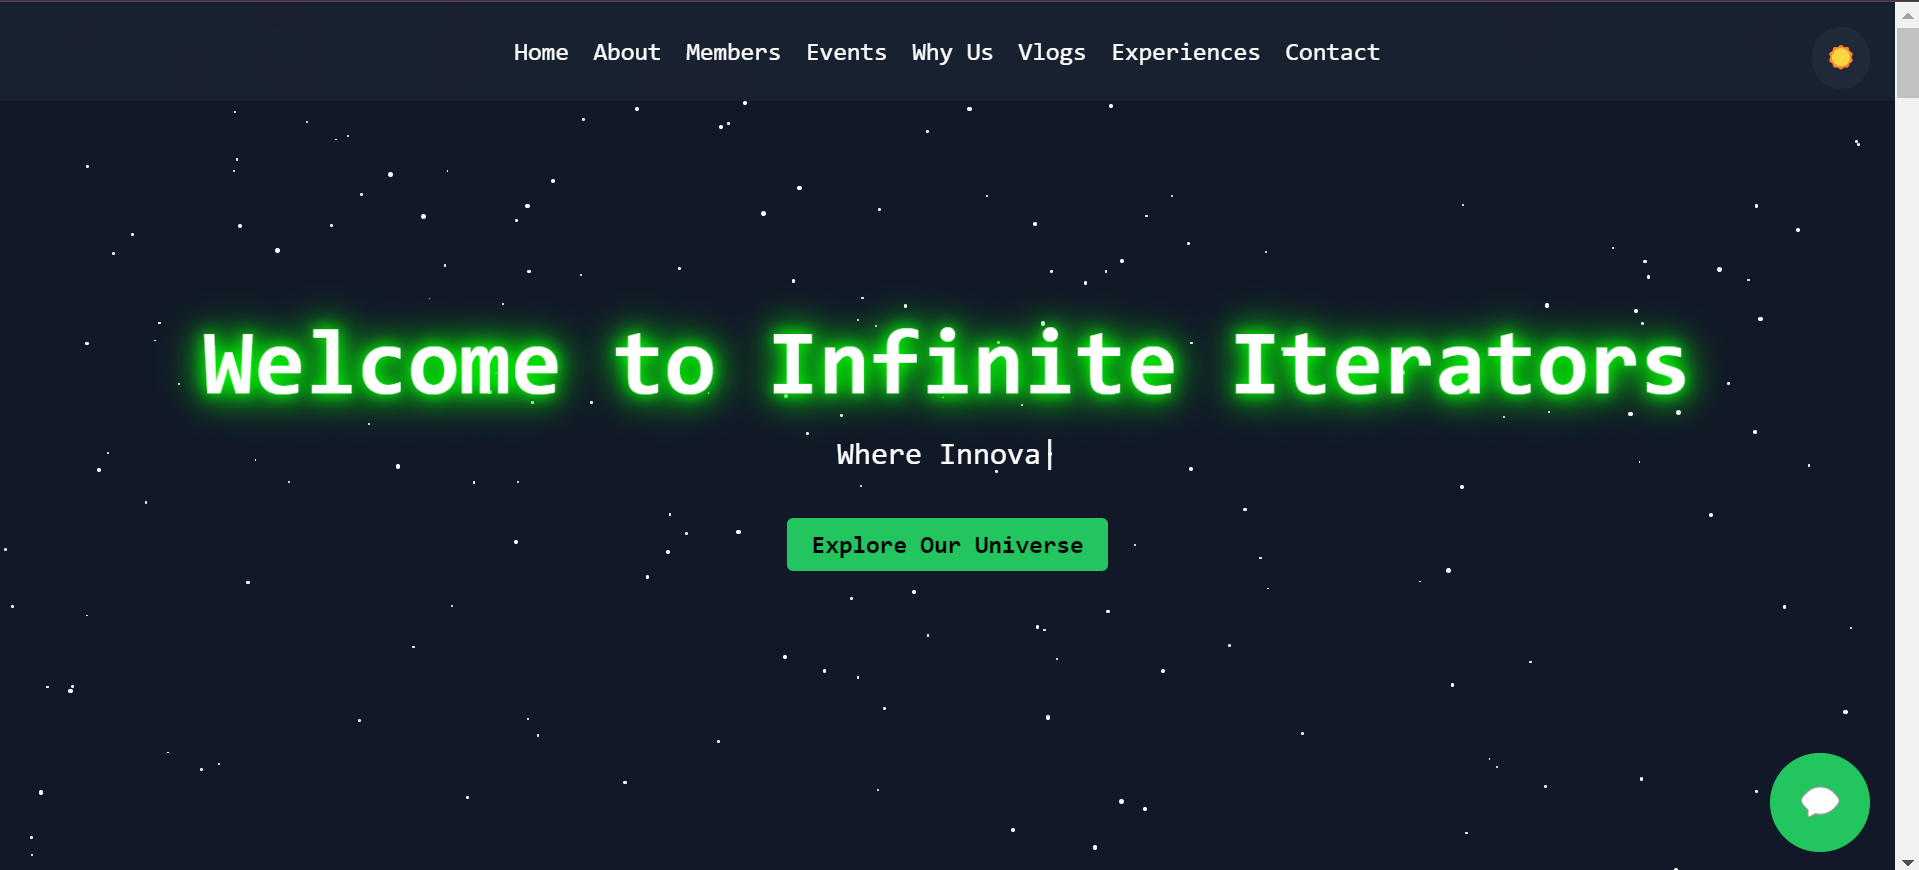 Home About Members Events Why Us Vlogs Experiences Contact
Welcome to Infinite Iterators
Where Innova|
Explore Our Universe